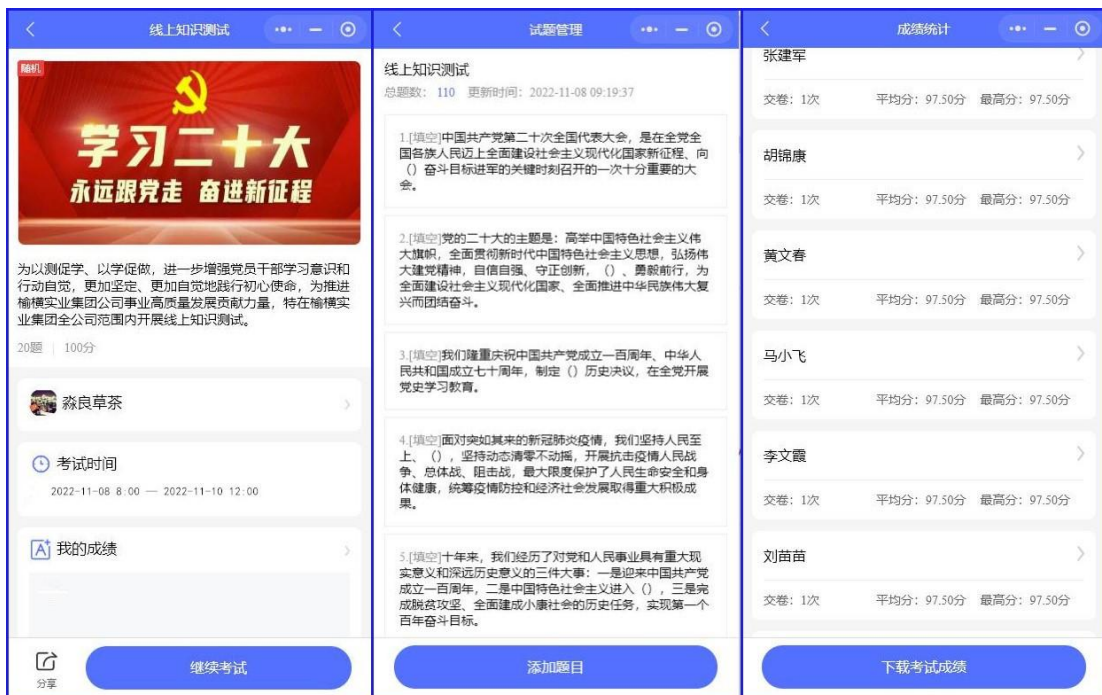 线上知识测试
随机
学习二十大
永远跟党走 奋进新征程
为以测促学、以学促做，进一步增强党员干部学习意识和
行动自觉，更加坚定、更加自觉地践行初心使命，为推进
榆横实业集团公司事业高质量发展贡献力量，特在榆横实
业集团全公司范围内开展线上知识测试。
20题 | 100分
淼良草茶
考试时间
2022-11-08 8:00 — 2022-11-10 12:00
我的成绩
分享
继续考试
试题管理
线上知识测试
总题数： 110 更新时间：2022-11-08 09:19:37
1.[填空]中国共产党第二十次全国代表大会，是在全党全
国各族人民迈上全面建设社会主义现代化国家新征程、向
（）奋斗目标进军的关键时刻召开的一次十分重要的大
会。
2.[填空]党的二十大的主题是：高举中国特色社会主义伟
大旗帜，全面贯彻新时代中国特色社会主义思想，弘扬伟
大建党精神，自信自强、守正创新，（）、勇毅前行，为
全面建设社会主义现代化国家、全面推进中华民族伟大复
兴而团结奋斗。
3.[填空]我们隆重庆祝中国共产党成立一百周年、中华人
民共和国成立七十周年，制定（）历史决议，在全党开展
党史学习教育。
4.[填空]面对突如其来的新冠肺炎疫情，我们坚持人民至
上、（），坚持动态清零不动摇，开展抗击疫情人民战
争、总体战、阻击战，最大限度保护了人民生命安全和身
体健康，统筹疫情防控和经济社会发展取得重大积极成
果。
5.[填空]十年来，我们经历了对党和人民事业具有重大现
实意义和深远历史意义的三件大事：一是迎来中国共产党
成立一百周年，二是中国特色社会主义进入（），三是完
成脱贫攻坚、全面建成小康社会的历史任务，实现第一个
百年奋斗目标。
添加题目
成绩统计
张建军
交卷：1次 平均分：97.50分 最高分：97.50分
胡锦康
交卷：1次 平均分：97.50分 最高分：97.50分
黄文春
交卷：1次 平均分：97.50分 最高分：97.50分
马小飞
交卷：1次 平均分：97.50分 最高分：97.50分
李文霞
交卷：1次 平均分：97.50分 最高分：97.50分
刘苗苗
交卷：1次 平均分：97.50分 最高分：97.50分
下载考试成绩